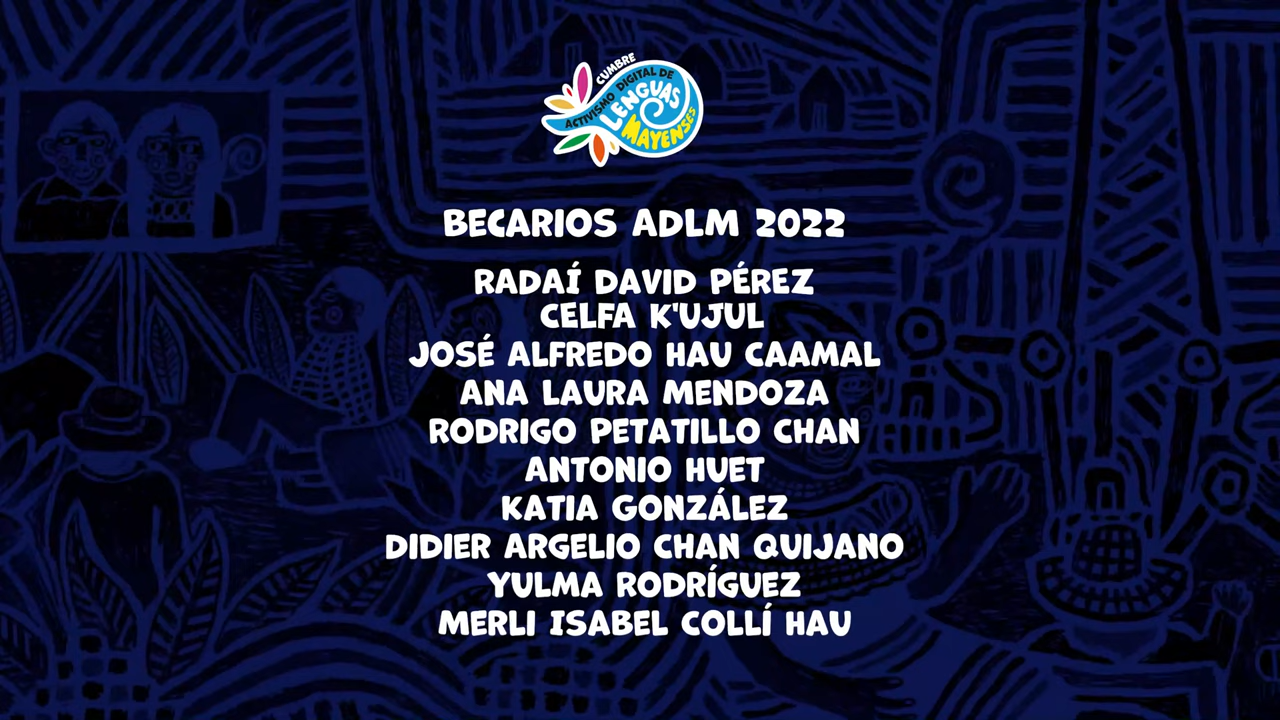 CUMBRE
ACTIVISMO DIGITAL DE
LENGUAS
MAYENSES
BECARIOS ADLM 2022
RADAÍ DAVID PÉREZ
CELFA K'UJUL
JOSÉ ALFREDO HAU CAAMAL
ANA LAURA MENDOZA
RODRIGO PETATILLO CHAN
ANTONIO HUET
KATIA GONZÁLEZ
DIDIER ARGELIO CHAN QUIJANO
YULMA RODRÍGUEZ
MERLI ISABEL COLLÍ HAU